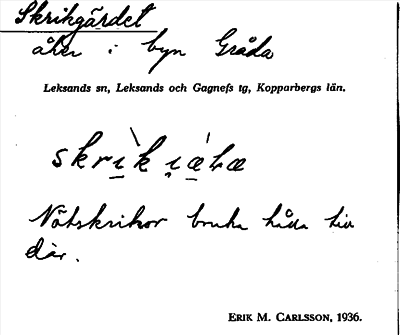 Skrikgärdet
åker i byn Gråda
Leksands sn, Leksands och Gagnefs tg, Kopparbergs län.
Nötskrikor bruka hålla till
där.
ERIK M. CARLSSON, 1936.